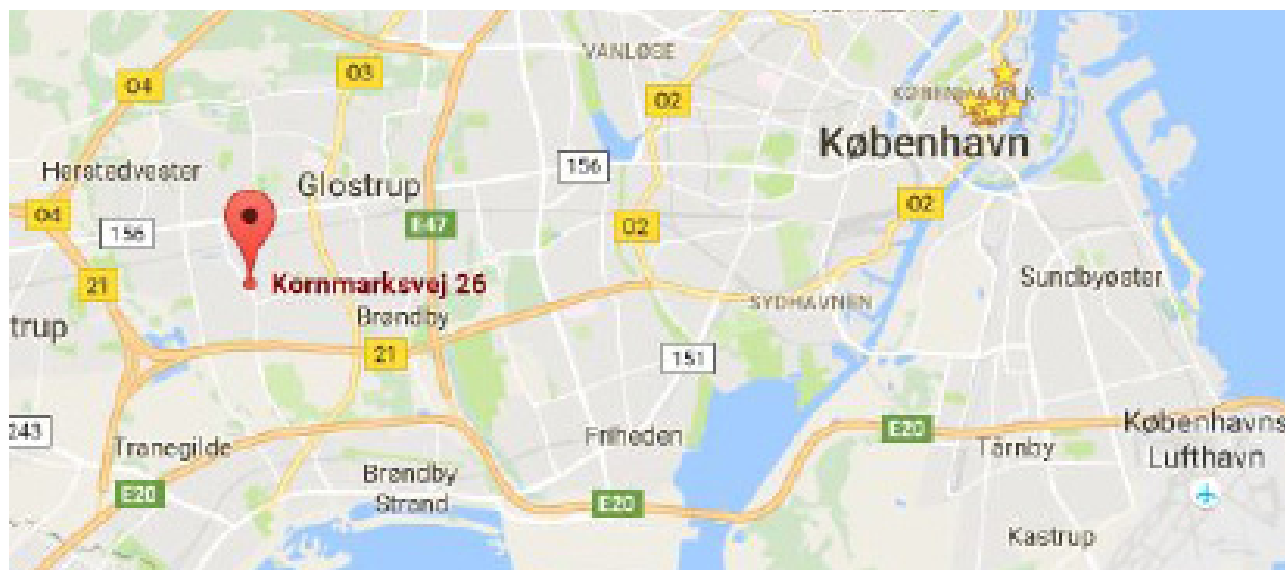 VANLØSE
O3
O4
O2
KØBENHAVN K
København
Herstedvester
156
Glostrup
O4
156
E47
O2
O2
21
Kornmarksvej 26
Sundbyøster
SYDHAVNEN
trup
Brøndby
21
151
243
Tranegilde
Friheden
E20
Tårnby
Københavns
Lufthavn
Brøndby
Strand
E20
E20
Kastrup